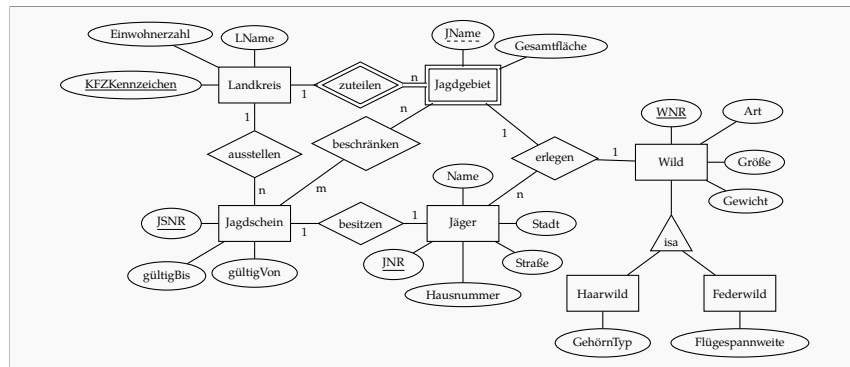 Einwohnerzahl
LName
KFZKennzeichen
Landkreis
1
zuteilen
n
JName
Gesamtfläche
Jagdgebiet
1
n
1
ausstellen
beschränken
n
m
erlegen
1
n
WNR
Art
Wild
Größe
Gewicht
Name
JSNR
Jagdschein
1
besitzen
1
Jäger
Stadt
gültigBis
gültigVon
JNR
Straße
Hausnummer
isa
Haarwild
Federwild
GehörnTyp
Flügespannweite